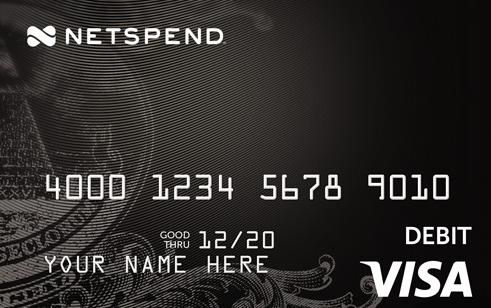 NETSPEND
4000 1234 5678 9010
GOOD THRU 12/20
YOUR NAME HERE
DEBIT
VISA